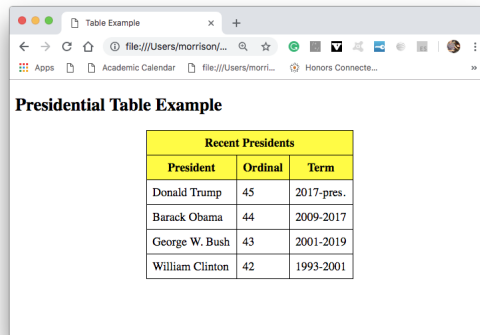 Table Example
file:///Users/morrison/...
Apps Academic Calendar file:///Users/morri... Honors Connecte...
Presidential Table Example
Recent Presidents
President Ordinal Term
Donald Trump 45 2017-pres.
Barack Obama 44 2009-2017
George W. Bush 43 2001-2019
William Clinton 42 1993-2001